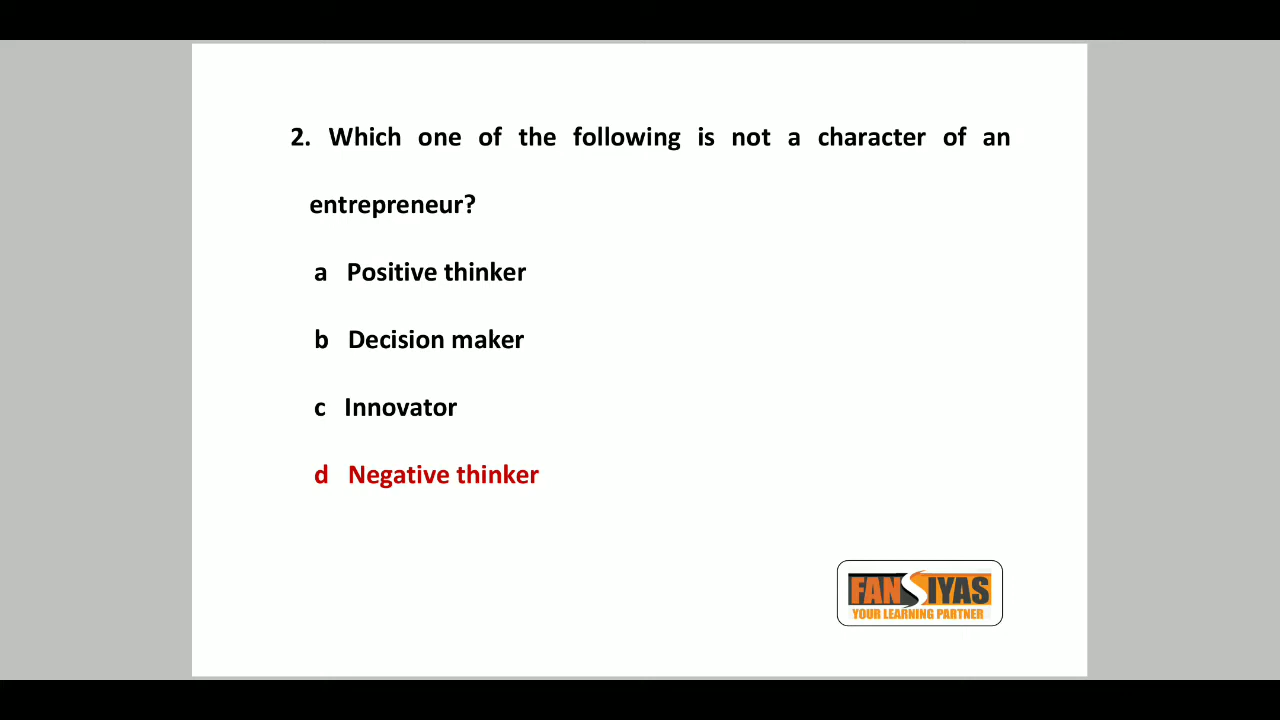 2. Which one of the following is not a character of an
entrepreneur?
a Positive thinker
b Decision maker
c Innovator
d Negative thinker
FANSIYAS
YOUR LEARNING PARTNER